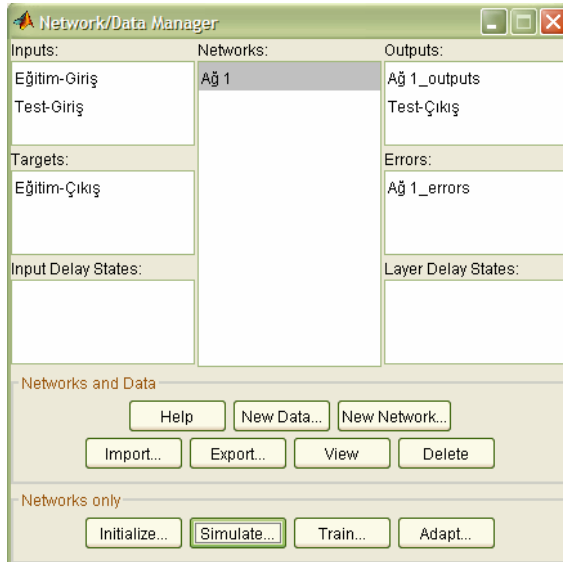 Network/Data Manager
Inputs:
Eğitim-Giriş
Test-Giriş
Networks:
Ağ 1
Outputs:
Ağ 1_outputs
Test-Çıkış
Targets:
Eğitim-Çıkış
Errors:
Ağ 1_errors
Input Delay States:
Layer Delay States:
Networks and Data
Help
New Data...
New Network...
Import...
Export...
View
Delete
Networks only
Initialize...
Simulate...
Train...
Adapt...